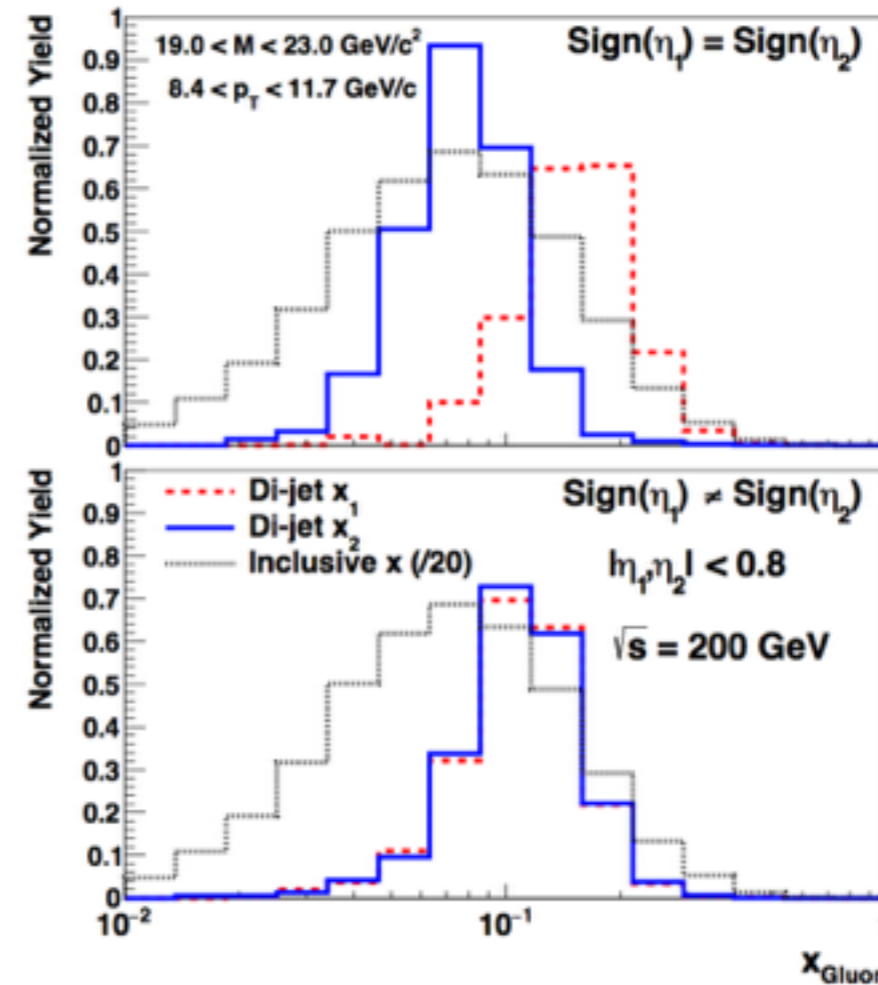 19.0 < M < 23.0 GeV/c²
8.4 < p_T < 11.7 GeV/c
Sign(η₁) = Sign(η₂)
Normalized Yield
1
0.9
0.8
0.7
0.6
0.5
0.4
0.3
0.2
0.1
0
Di-jet x₁
Di-jet x₂
Inclusive x (/20)
Sign(η₁) ≠ Sign(η₂)
|η₁,η₂| < 0.8
√s = 200 GeV
Normalized Yield
1
0.9
0.8
0.7
0.6
0.5
0.4
0.3
0.2
0.1
0
10⁻² 10⁻¹
x_Gluon